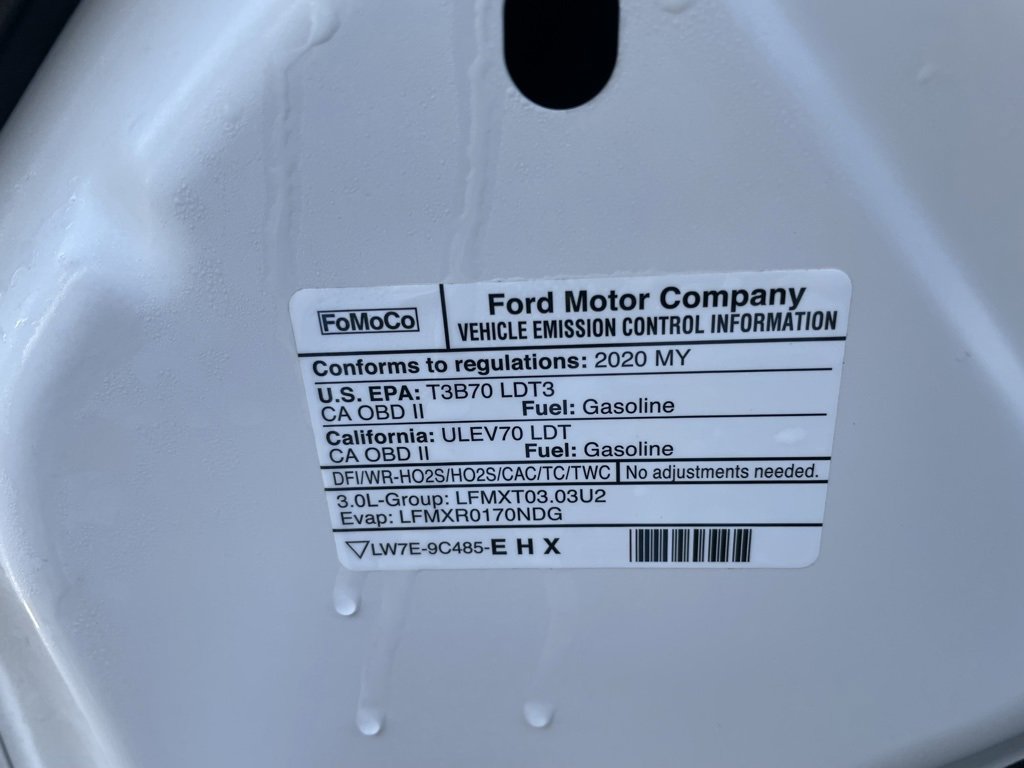 FoMoCo
Ford Motor Company
VEHICLE EMISSION CONTROL INFORMATION
Conforms to regulations: 2020 MY
U.S. EPA: T3B70 LDT3
CA OBD II Fuel: Gasoline
California: ULEV70 LDT
CA OBD II Fuel: Gasoline
DFI/WR-HO2S/HO2S/CAC/TC/TWC No adjustments needed.
3.0L-Group: LFMXT03.03U2
Evap: LFMXR0170NDG
LW7E-9C485-E H X